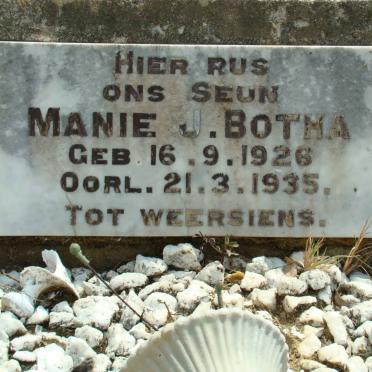 HIER RUS
ONS SEUN
MANIE J. BOTHA
GEB. 16.9.1926
OORL. 21.3.1935.
TOT WEERSIENS.